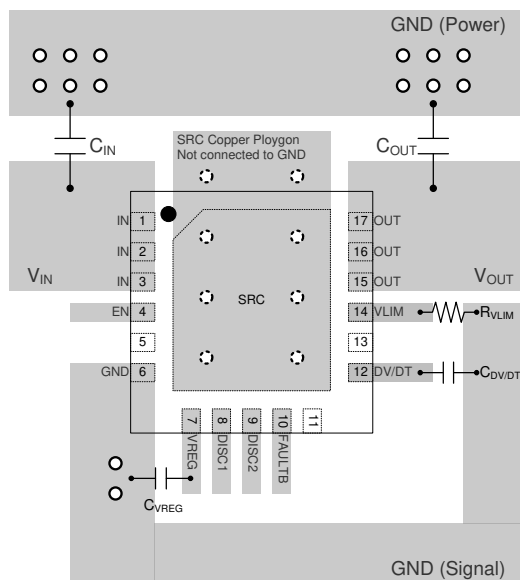 GND (Power)
C_IN
C_OUT
SRC Copper Ploygon
Not connected to GND
IN 1
17 OUT
IN 2
16 OUT
IN 3
15 OUT
V_IN
V_OUT
SRC
EN 4
14 VLIM
R_VLIM
5
13
GND 6
12 DV/DT
C_DV/DT
7 VREG
8 DISC1
9 DISC2
10 FAULTB
11
C_VREG
GND (Signal)